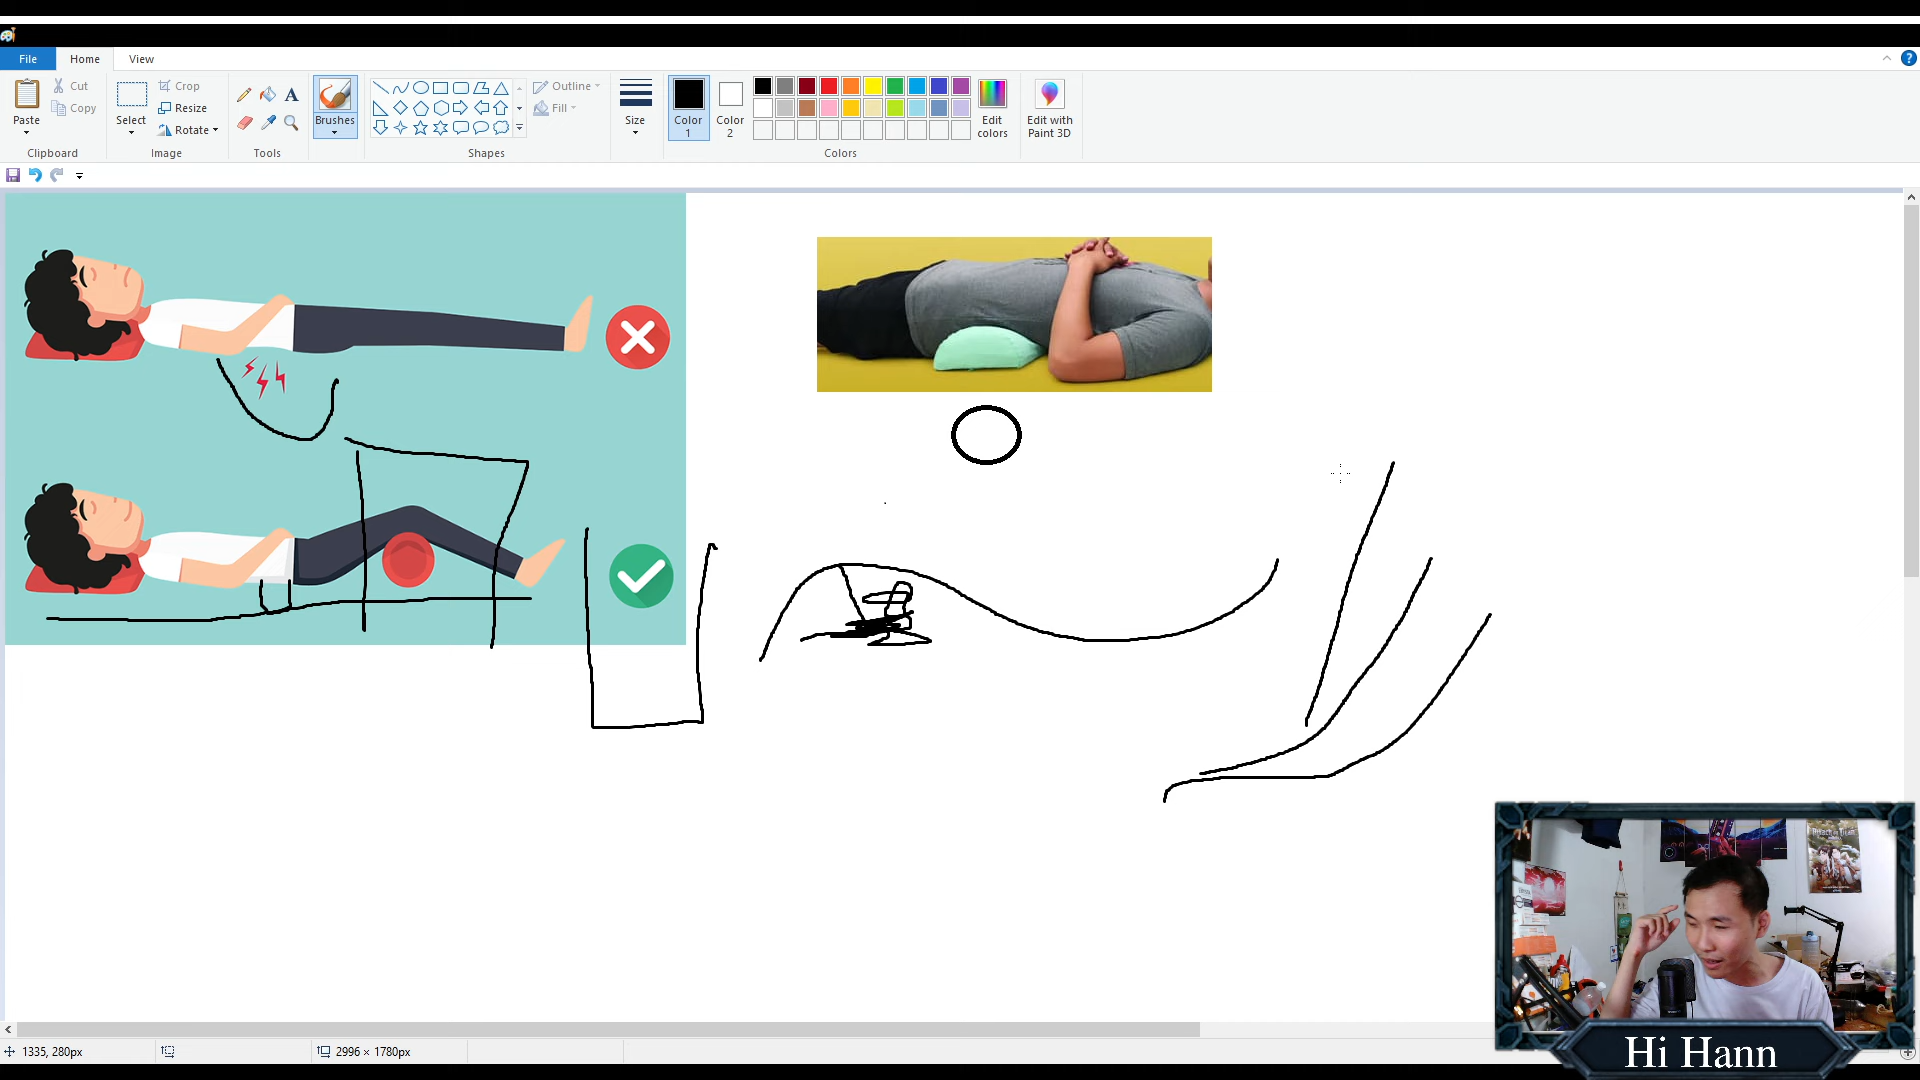 File Home View
Cut
Copy
Paste
Clipboard
Select
Crop
Resize
Rotate
Image
Tools
Brushes
Shapes
Outline
Fill
Size
Color
1
Color
2
Edit
colors
Colors
Edit with
Paint 3D
1335, 280px
2996 × 1780px
Hi Hann